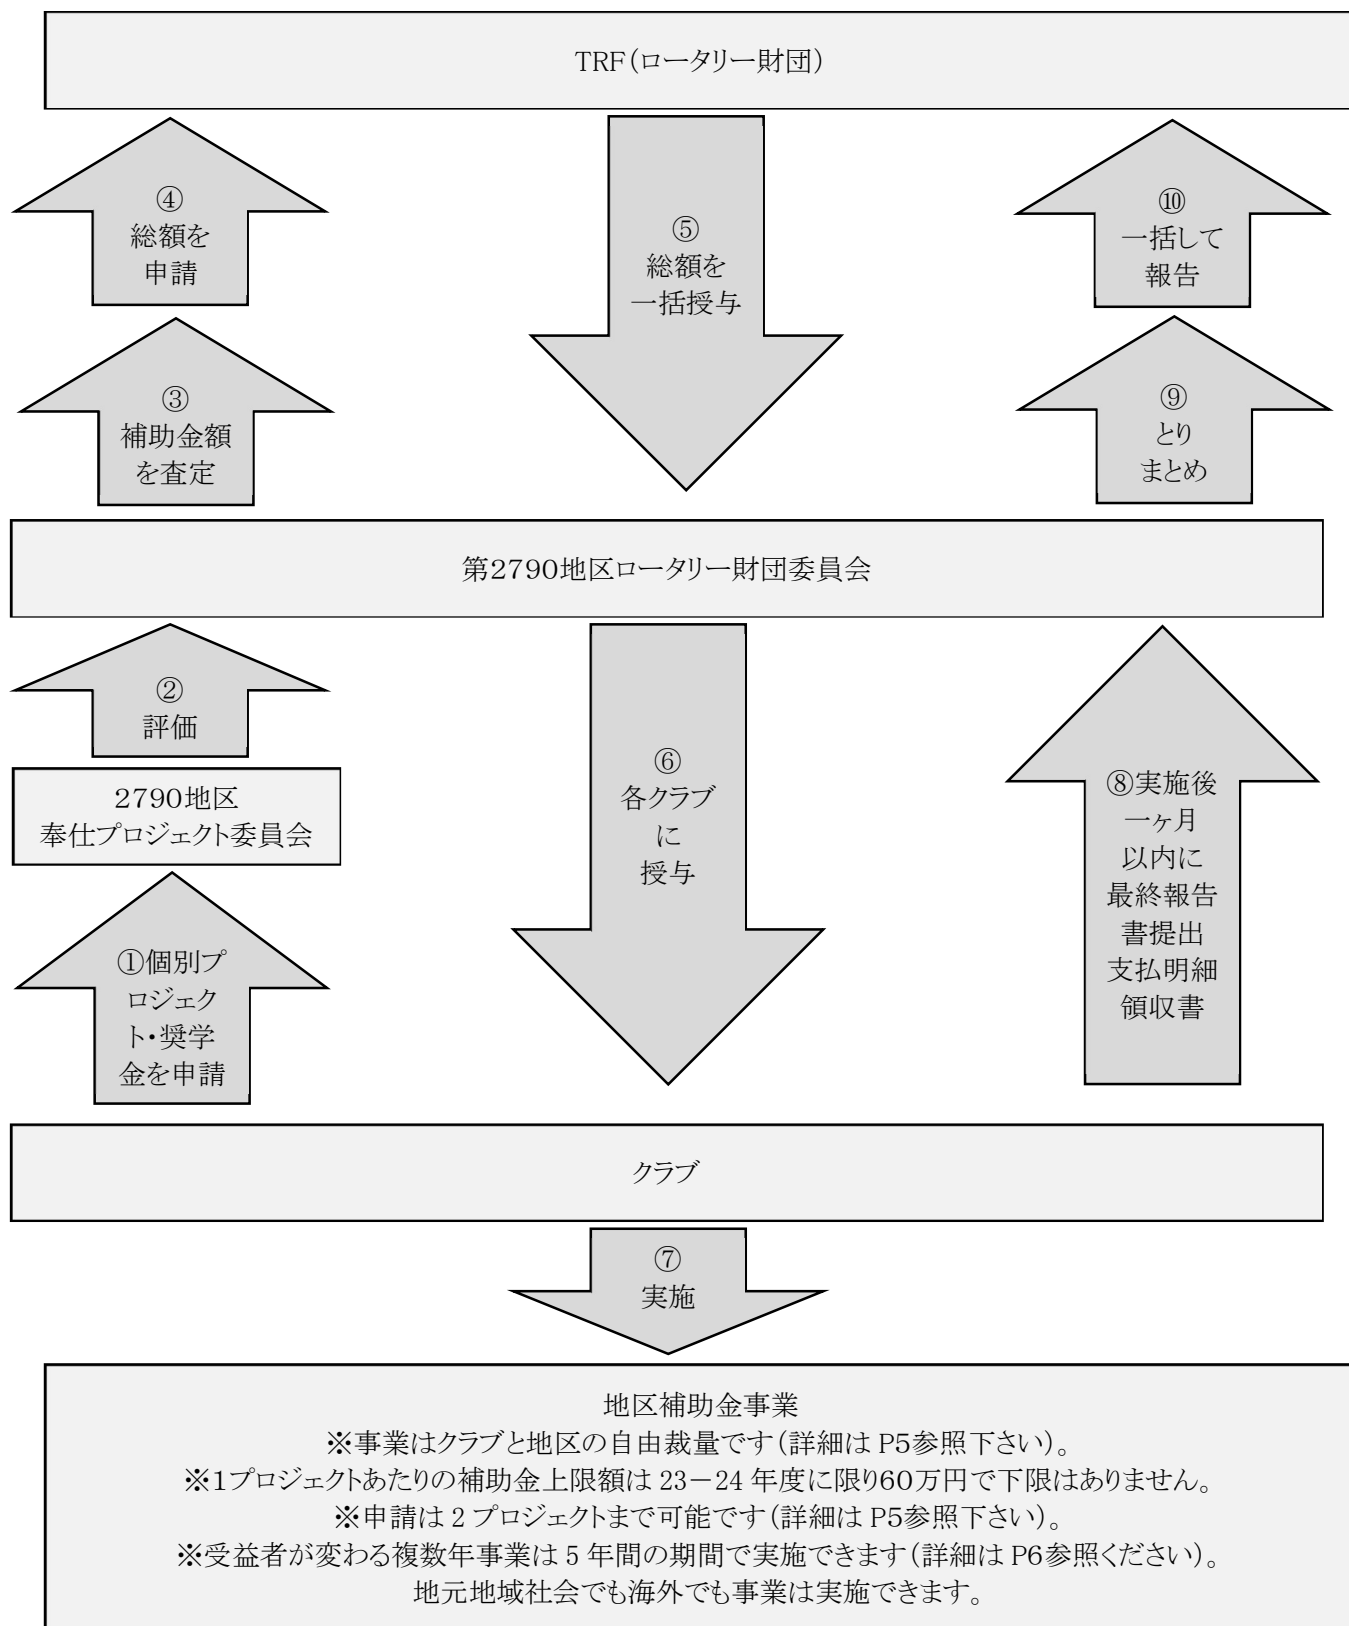 TRF(ロータリー財団)
④
総額を
申請
⑤
総額を
一括授与
⑩
一括して
報告
③
補助金額
を査定
⑨
とり
まとめ
第2790地区ロータリー財団委員会
②
評価
2790地区
奉仕プロジェクト委員会
①個別プ
ロジェク
ト・奨学
金を申請
⑥
各クラブ
に
授与
⑧実施後
一ヶ月
以内に
最終報告
書提出
支払明細
領収書
クラブ
⑦
実施
地区補助金事業
※事業はクラブと地区の自由裁量です(詳細は P5参照下さい)。
※1プロジェクトあたりの補助金上限額は 23-24 年度に限り60万円で下限はありません。
※申請は 2 プロジェクトまで可能です(詳細は P5参照下さい)。
※受益者が変わる複数年事業は 5 年間の期間で実施できます(詳細は P6参照ください)。
地元地域社会でも海外でも事業は実施できます。